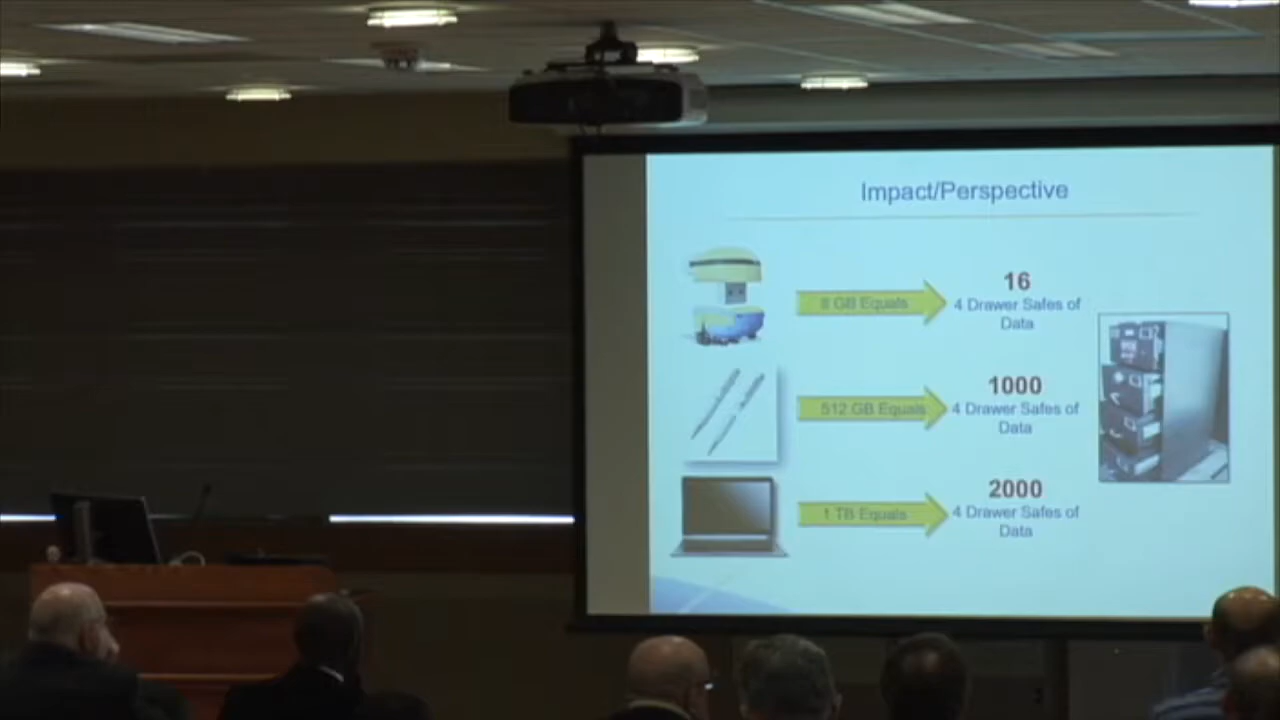 Impact/Perspective
8 GB Equals
16
4 Drawer Safes of
Data
512 GB Equals
1000
4 Drawer Safes of
Data
1 TB Equals
2000
4 Drawer Safes of
Data